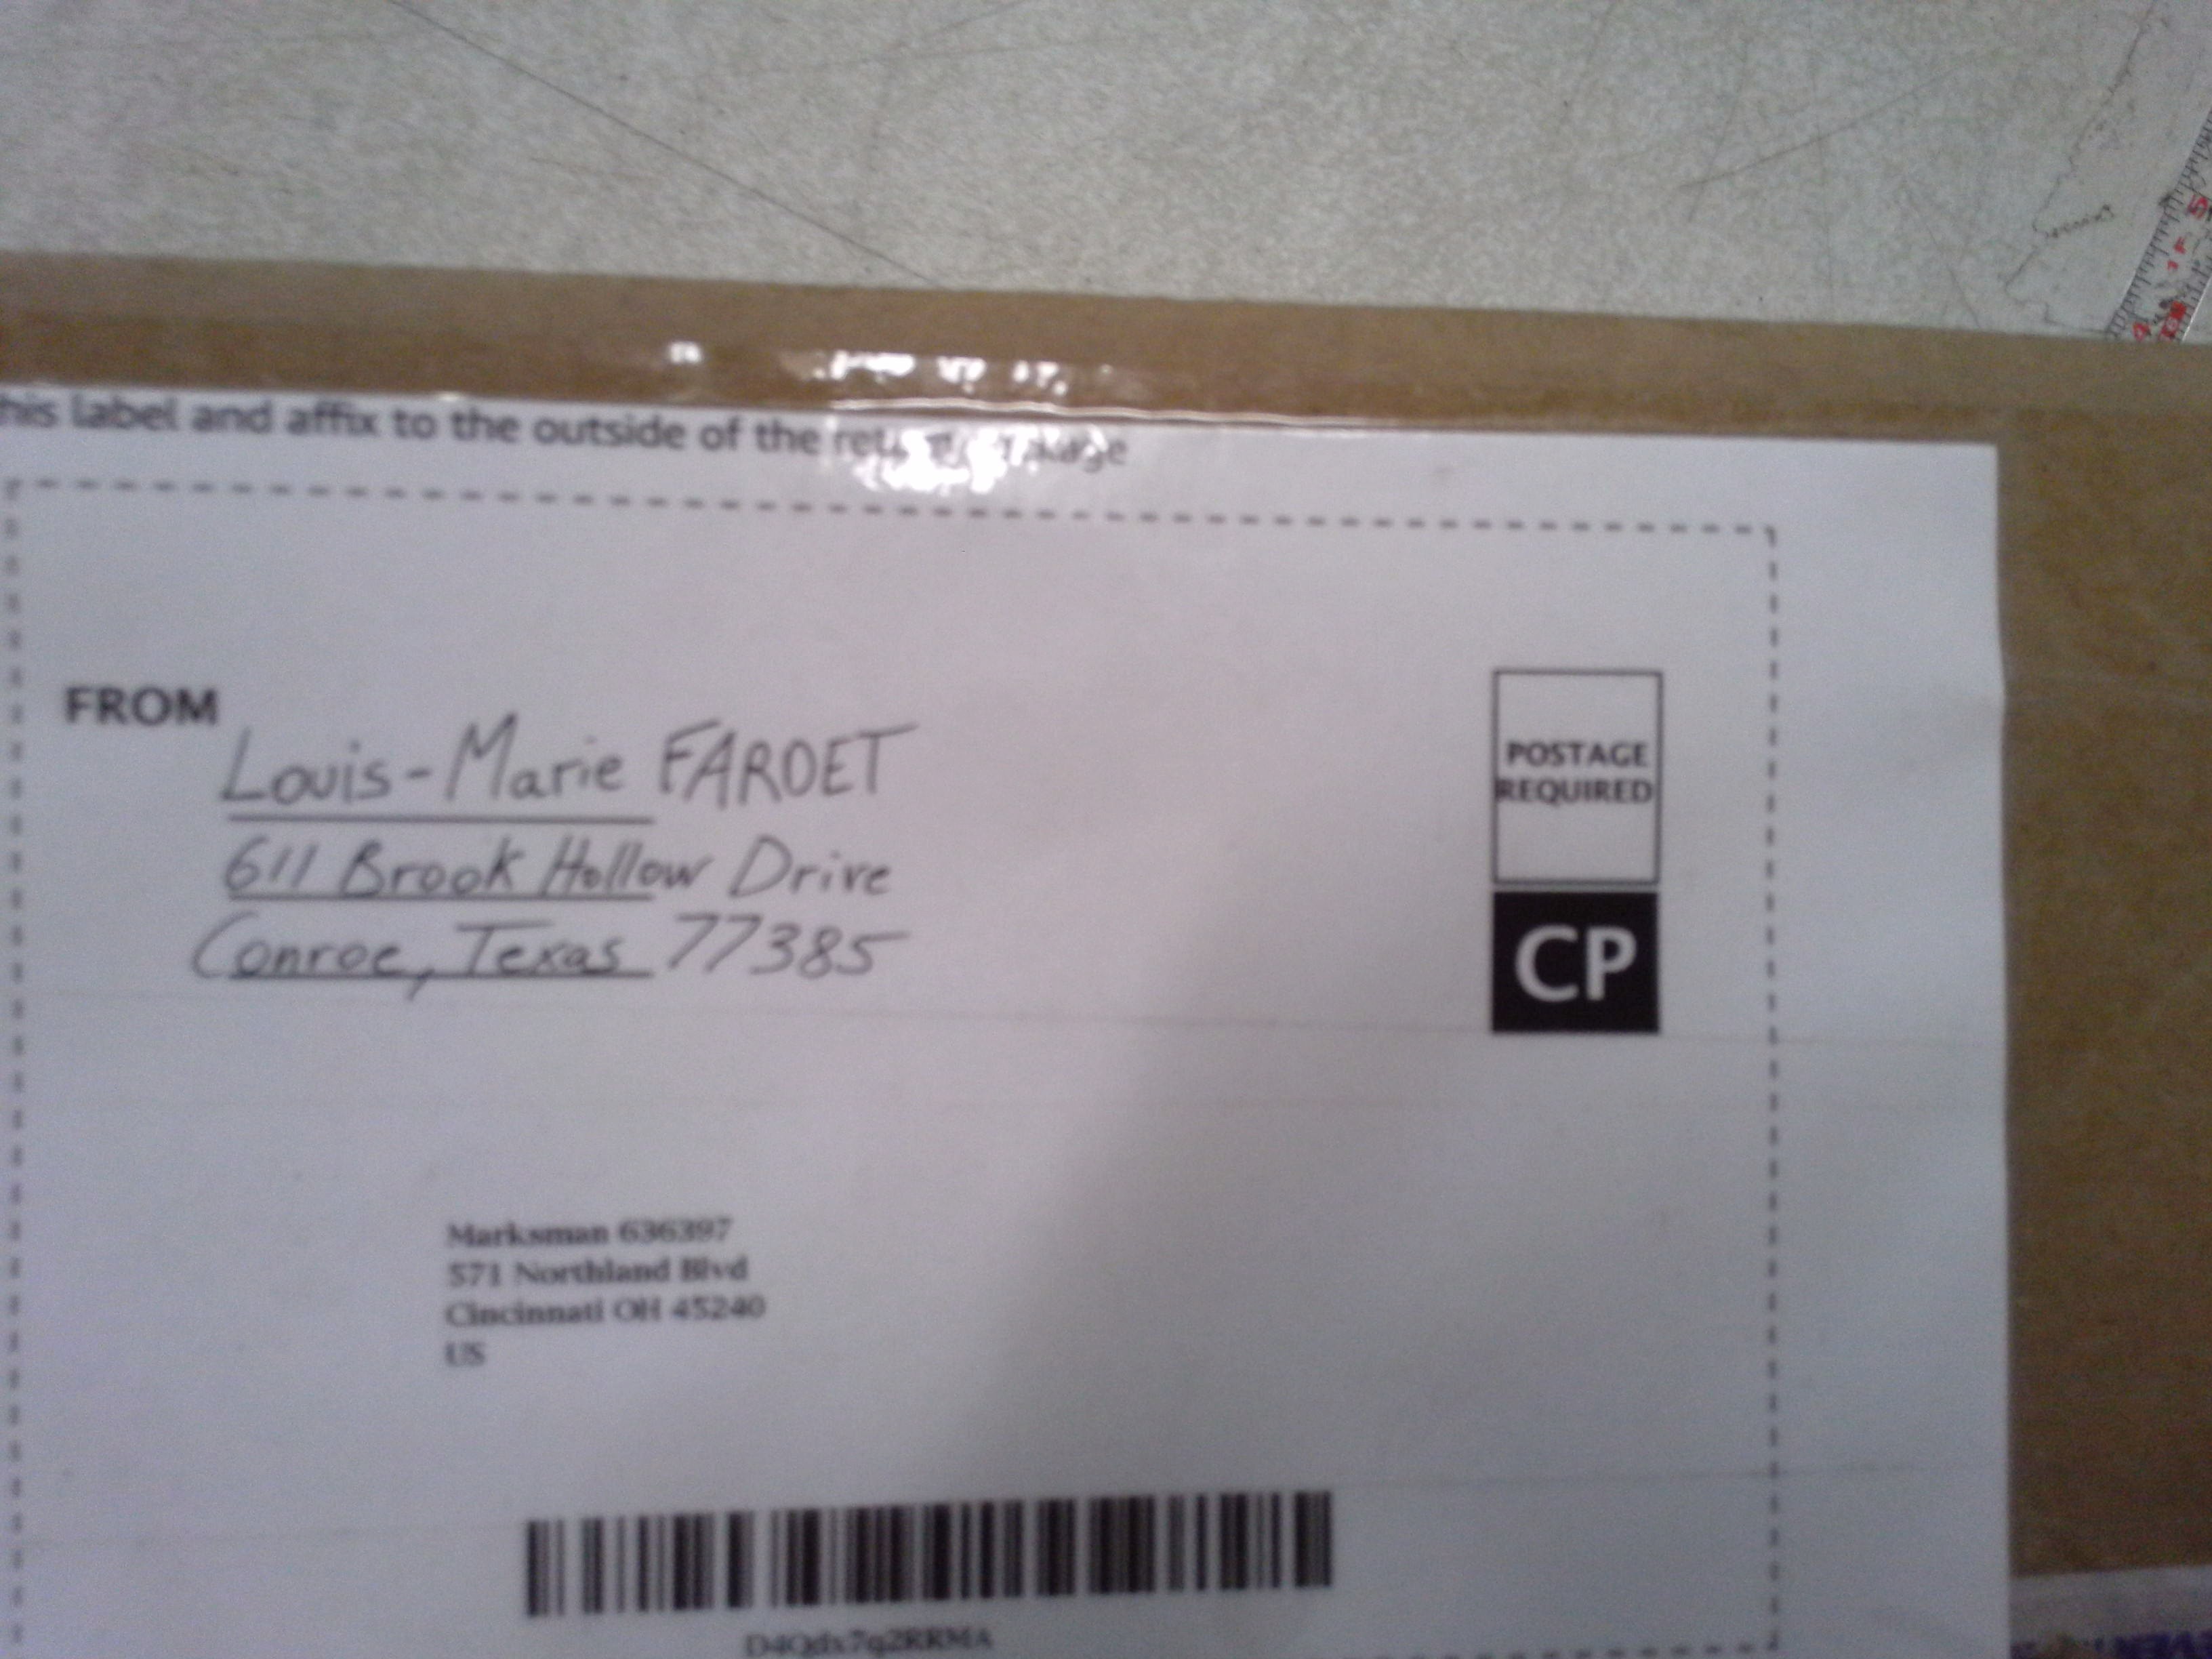 his label and affix to the outside of the
FROM
Louis-Marie FARDET
611 Brook Hollow Drive
Conroe, Texas 77385
POSTAGE
REQUIRED
CP
Marksman 636397
571 Northland Blvd
Cincinnati OH 45240
US
D4Qdx7q2RRMA